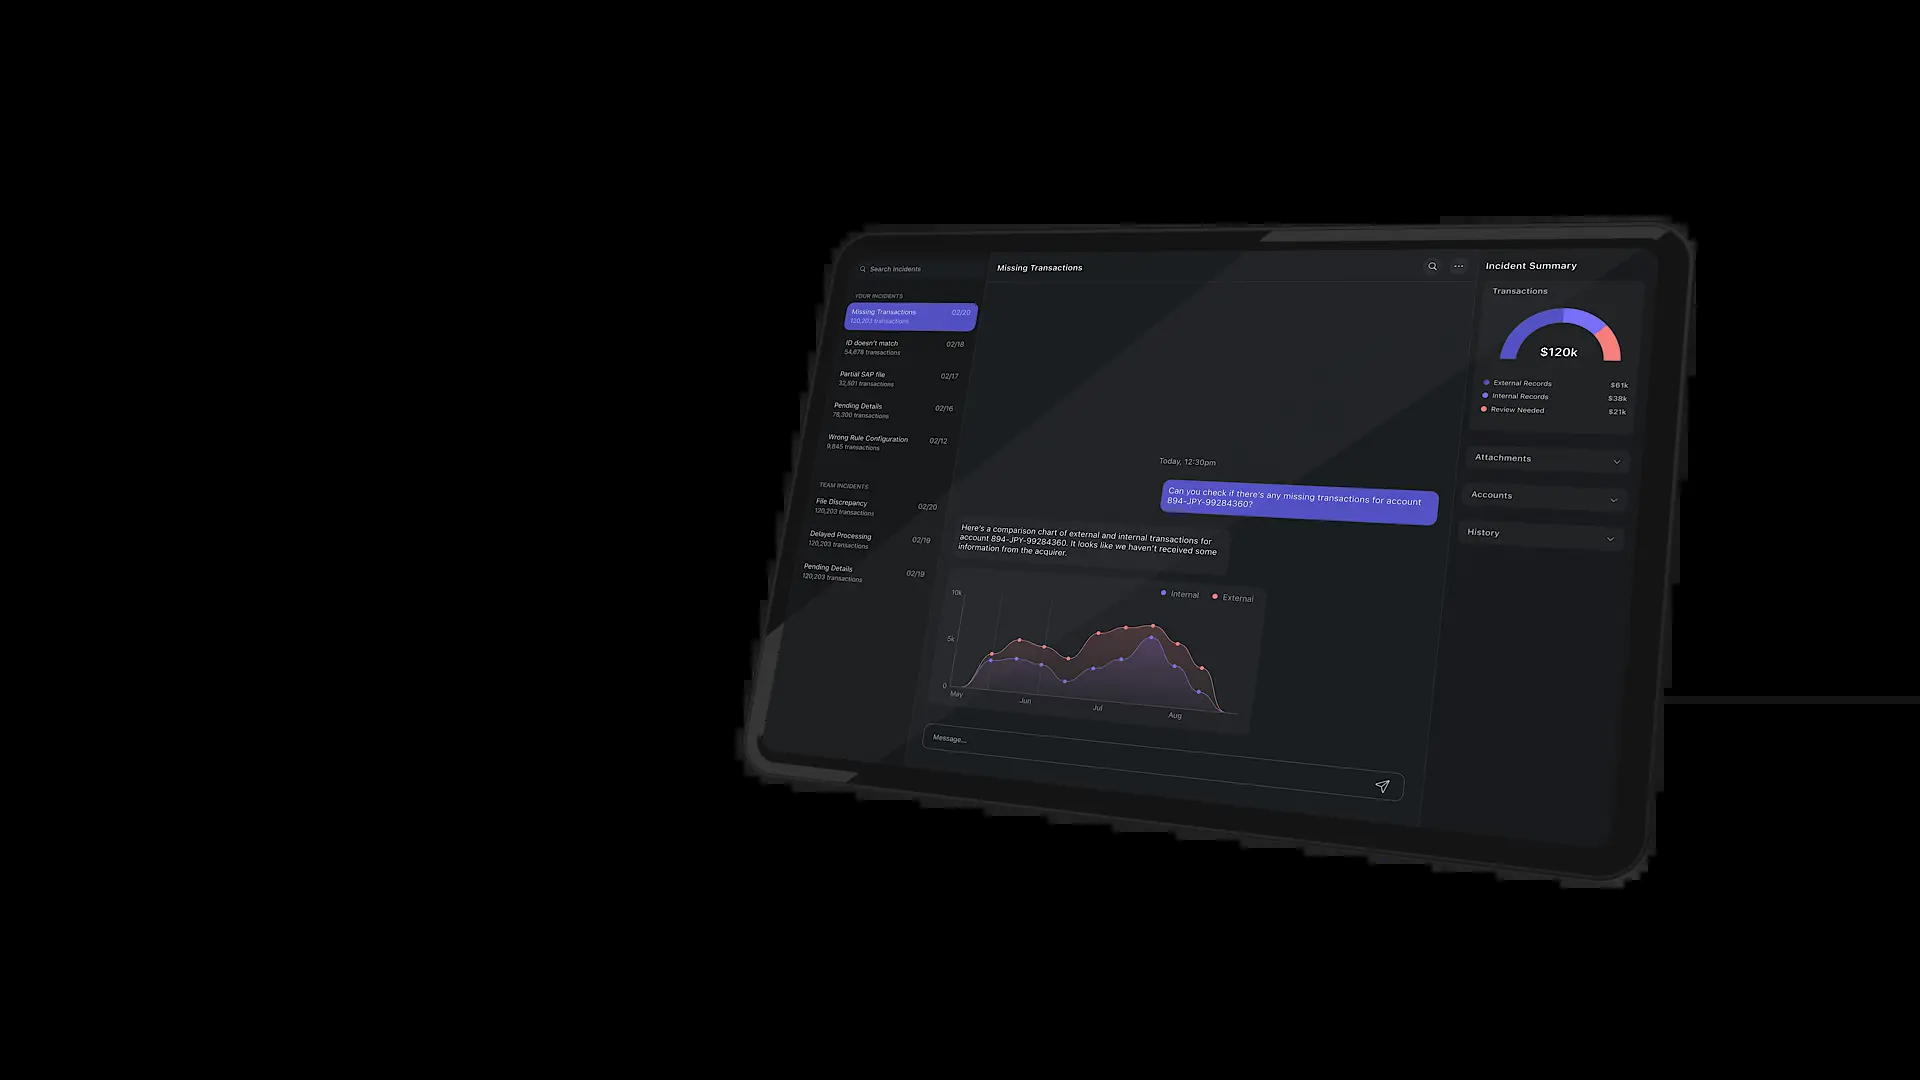 Search Incidents
YOUR INCIDENTS
Missing Transactions 02/20
120,203 transactions
ID doesn't match 02/18
54,678 transactions
Partial SAP file 02/17
32,501 transactions
Pending Details 02/16
78,300 transactions
Wrong Rule Configuration 02/12
9,845 transactions
TEAM INCIDENTS
File Discrepancy 02/20
120,203 transactions
Delayed Processing 02/19
120,203 transactions
Pending Details 02/19
120,203 transactions
Missing Transactions
Today, 12:30pm
Can you check if there's any missing transactions for account
894-JPY-99284360?
Here's a comparison chart of external and internal transactions for
account 894-JPY-99284360. It looks like we haven't received some
information from the acquirer.
Internal External
10k
5k
0
May Jun Jul Aug
Message...
Incident Summary
Transactions
$120k
External Records $61k
Internal Records $38k
Review Needed $21k
Attachments
Accounts
History